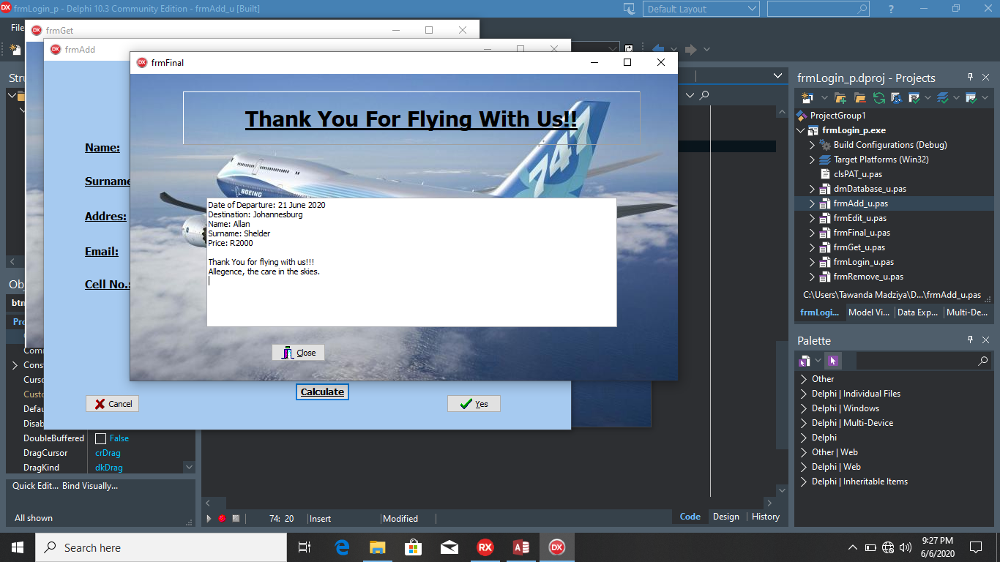 frmLogin_p - Delphi 10.3 Community Edition - frmAdd_u [Built]
Default Layout
File
frmGet
frmAdd
frmFinal
Thank You For Flying With Us!!
747
BOEING
Date of Departure: 21 June 2020
Destination: Johannesburg
Name: Allan
Surname: Shelder
Price: R2000
Thank You for flying with us!!!
Allegence, the care in the skies.
Close
Name:
Surname
Addres:
Email:
Cell No.:
Calculate
Cancel
Yes
Stru
Obj
btn
Pro
Comm
Cons
Curso
Custo
Defau
Disab
DoubleBuffered
False
DragCursor
crDrag
DragKind
dkDrag
Quick Edit... Bind Visually...
All shown
74: 20
Insert
Modified
Code
Design
History
frmLogin_p.dproj - Projects
ProjectGroup1
frmLogin_p.exe
Build Configurations (Debug)
Target Platforms (Win32)
clsPAT_u.pas
dmDatabase_u.pas
frmAdd_u.pas
frmEdit_u.pas
frmFinal_u.pas
frmGet_u.pas
frmLogin_u.pas
frmRemove_u.pas
C:\Users\Tawanda Madziya\D...\frmAdd_u.pas
frmLogi...
Model Vi...
Data Exp...
Multi-De...
Palette
Other
Delphi | Individual Files
Delphi | Windows
Delphi | Multi-Device
Delphi
Other | Web
Delphi | Web
Delphi | Inheritable Items
Search here
RX
DX
9:27 PM
6/6/2020